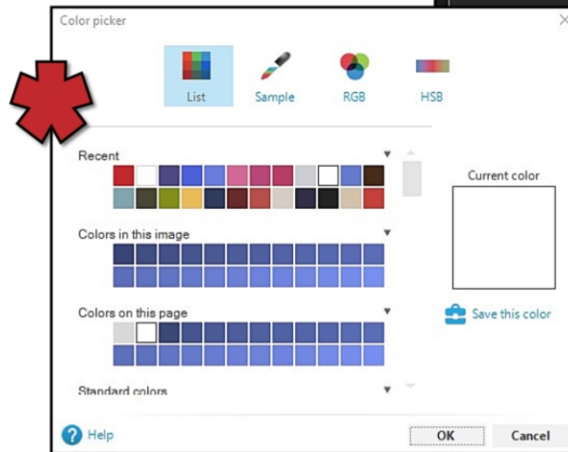 Color picker
List Sample RGB HSB
Recent
Current color
Colors in this image
Colors on this page
Save this color
Standard colors
Help
OK Cancel